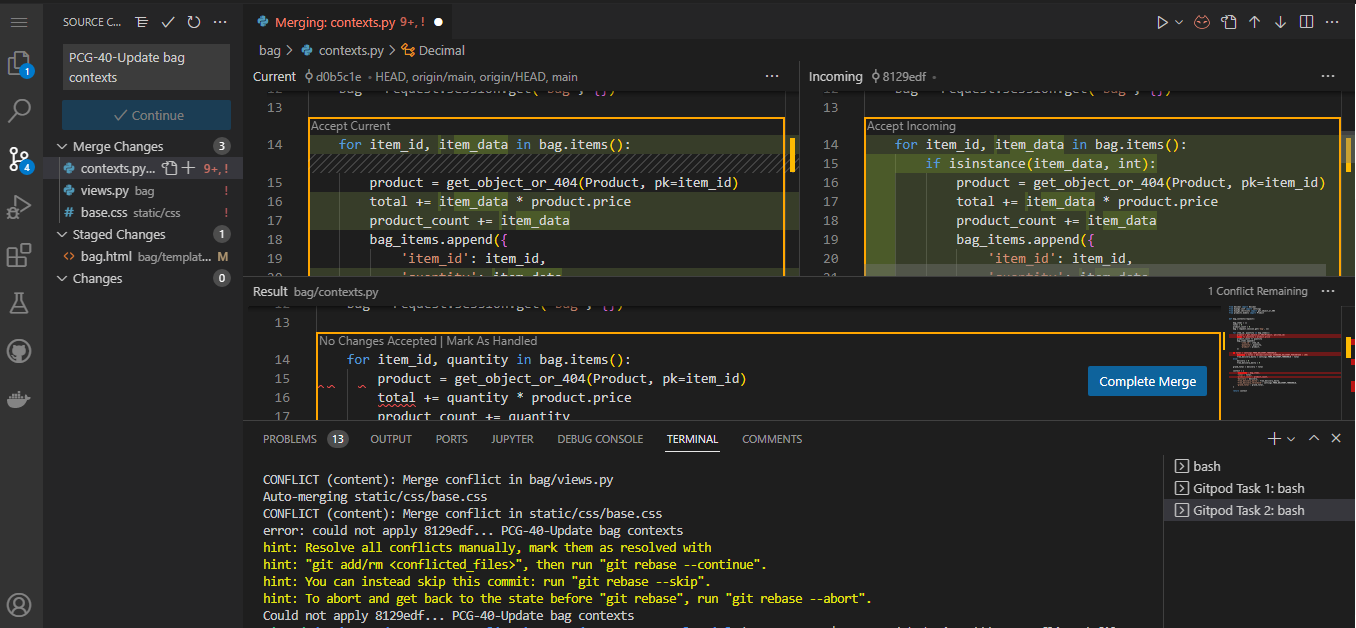 SOURCE C...
PCG-40-Update bag
contexts
Continue
Merge Changes 3
contexts.py... 9+, !
views.py bag !
base.css static/css !
Staged Changes 1
bag.html bag/templat... M
Changes 0
1
4
Merging: contexts.py 9+, !
bag > contexts.py > Decimal
Current d0b5c1e • HEAD, origin/main, origin/HEAD, main
13
Accept Current
14 for item_id, item_data in bag.items():
15 product = get_object_or_404(Product, pk=item_id)
16 total += item_data * product.price
17 product_count += item_data
18 bag_items.append({
19 'item_id': item_id,
Incoming 8129edf •
13
Accept Incoming
14 for item_id, item_data in bag.items():
15 if isinstance(item_data, int):
16 product = get_object_or_404(Product, pk=item_id)
17 total += item_data * product.price
18 product_count += item_data
19 bag_items.append({
20 'item_id': item_id,
Result bag/contexts.py
1 Conflict Remaining
13
No Changes Accepted | Mark As Handled
14 for item_id, quantity in bag.items():
15 product = get_object_or_404(Product, pk=item_id)
16 total += quantity * product.price
17 product_count += quantity
Complete Merge
PROBLEMS 13 OUTPUT PORTS JUPYTER DEBUG CONSOLE TERMINAL COMMENTS
CONFLICT (content): Merge conflict in bag/views.py
Auto-merging static/css/base.css
CONFLICT (content): Merge conflict in static/css/base.css
error: could not apply 8129edf... PCG-40-Update bag contexts
hint: Resolve all conflicts manually, mark them as resolved with
hint: "git add/rm <conflicted_files>", then run "git rebase --continue".
hint: You can instead skip this commit: run "git rebase --skip".
hint: To abort and get back to the state before "git rebase", run "git rebase --abort".
Could not apply 8129edf... PCG-40-Update bag contexts
bash
Gitpod Task 1: bash
Gitpod Task 2: bash